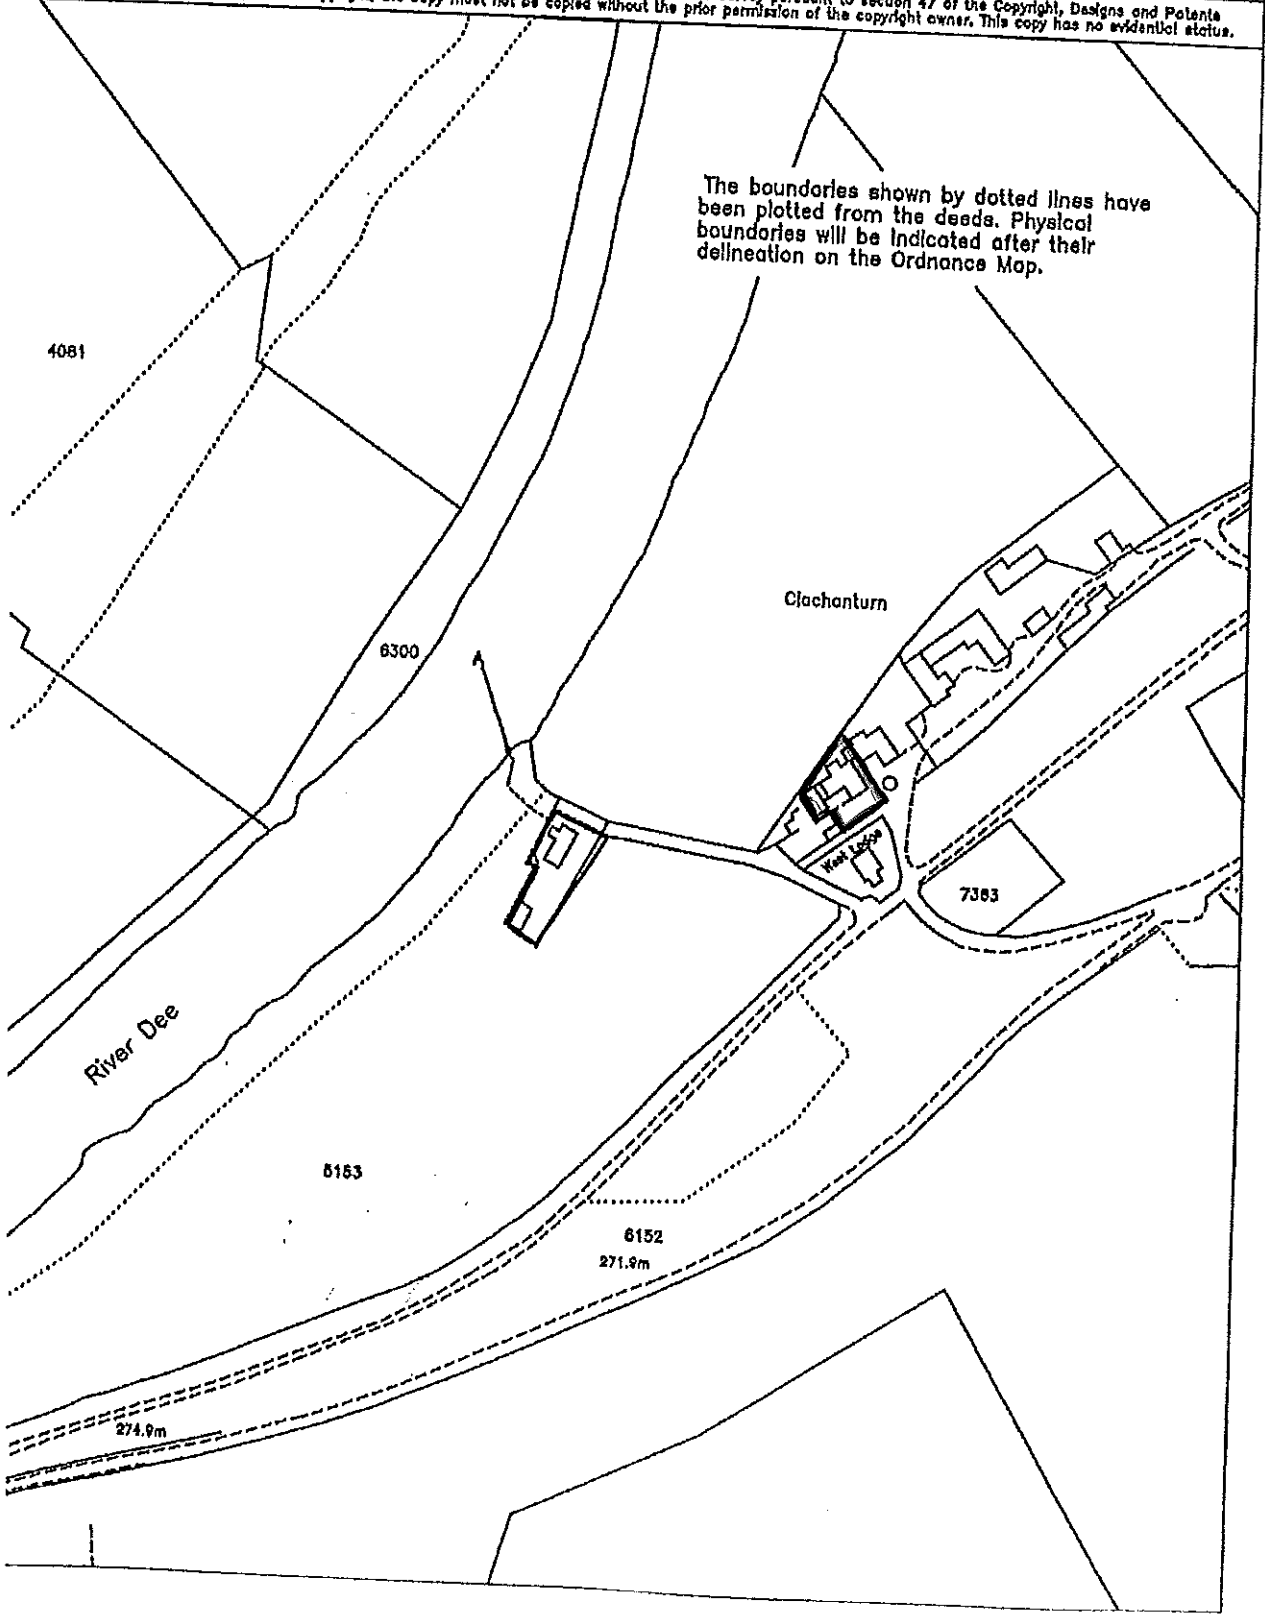 copy must not be copied without the prior permission of the copyright owner. This copy has no evidential status.
section 47 of the Copyright, Designs and Patents
The boundaries shown by dotted lines have
been plotted from the deeds. Physical
boundaries will be indicated after their
delineation on the Ordnance Map.
4081
Clachanturn
6300
A
West Lodge
7383
River Dee
5153
6152
271.9m
274.9m